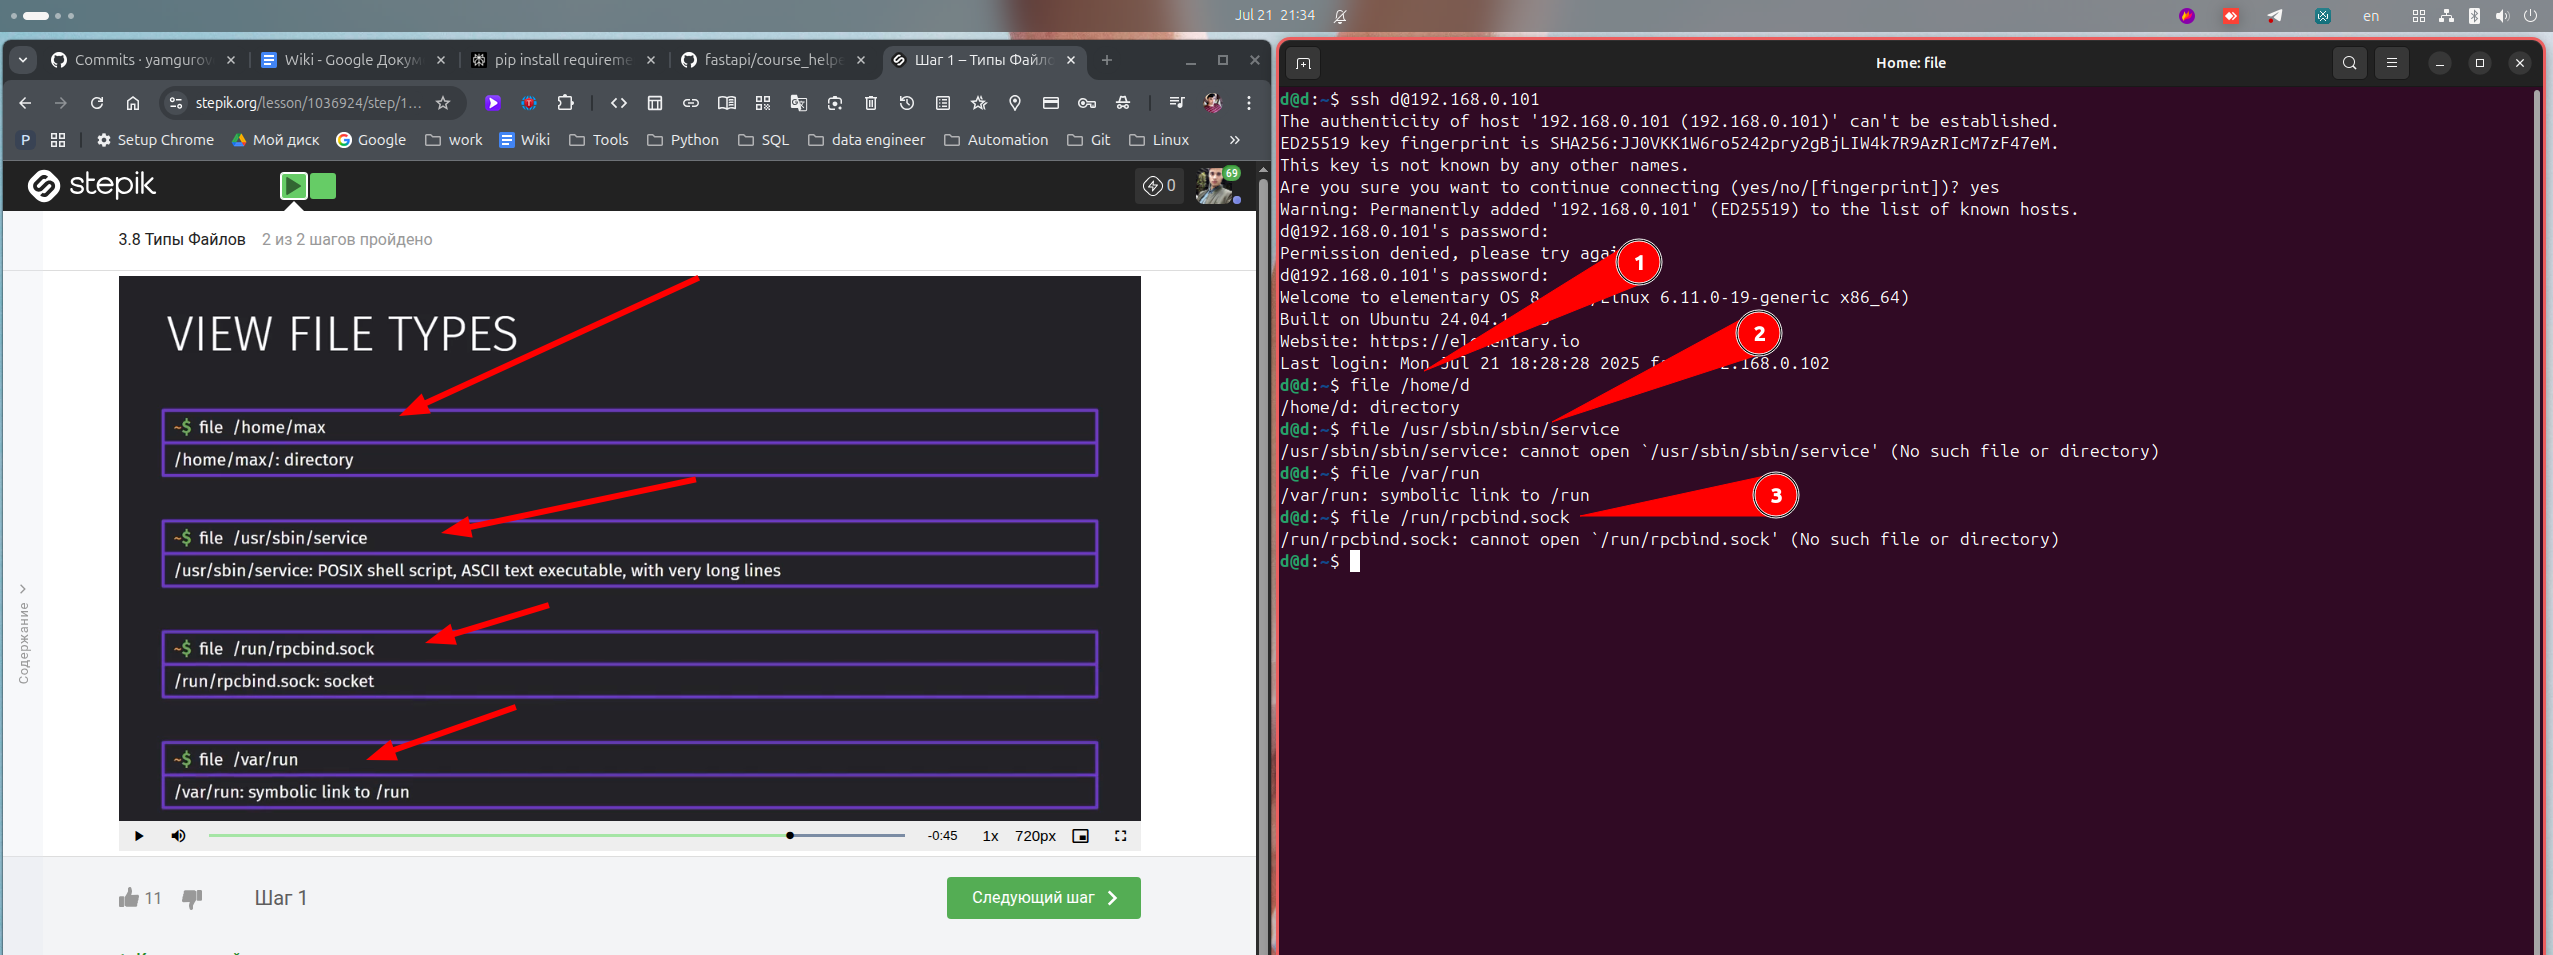 Jul 21 21:34
en
Commits · yamgurov
Wiki - Google Докум
pip install requireme
fastapi/course_helpe
Шаг 1 – Типы Файло
stepik.org/lesson/1036924/step/1...
P
Setup Chrome
Мой диск
Google
work
Wiki
Tools
Python
SQL
data engineer
Automation
Git
Linux
»
stepik
0
69
3.8 Типы Файлов 2 из 2 шагов пройдено
Содержание
VIEW FILE TYPES
~$ file /home/max
/home/max/: directory
~$ file /usr/sbin/service
/usr/sbin/service: POSIX shell script, ASCII text executable, with very long lines
~$ file /run/rpcbind.sock
/run/rpcbind.sock: socket
~$ file /var/run
/var/run: symbolic link to /run
-0:45 1x 720px
11
Шаг 1
Следующий шаг
Home: file
d@d:~$ ssh d@192.168.0.101
The authenticity of host '192.168.0.101 (192.168.0.101)' can't be established.
ED25519 key fingerprint is SHA256:JJ0VKK1W6ro5242pry2gBjLIW4k7R9AzRIcM7zF47eM.
This key is not known by any other names.
Are you sure you want to continue connecting (yes/no/[fingerprint])? yes
Warning: Permanently added '192.168.0.101' (ED25519) to the list of known hosts.
d@192.168.0.101's password:
Permission denied, please try agai
1
d@192.168.0.101's password:
Welcome to elementary OS 8 Linux 6.11.0-19-generic x86_64)
Built on Ubuntu 24.04.
2
Website: https://elementary.io
Last login: Mon Jul 21 18:28:28 2025 .168.0.102
d@d:~$ file /home/d
/home/d: directory
d@d:~$ file /usr/sbin/sbin/service
/usr/sbin/sbin/service: cannot open `/usr/sbin/sbin/service' (No such file or directory)
d@d:~$ file /var/run
/var/run: symbolic link to /run
3
d@d:~$ file /run/rpcbind.sock
/run/rpcbind.sock: cannot open `/run/rpcbind.sock' (No such file or directory)
d@d:~$